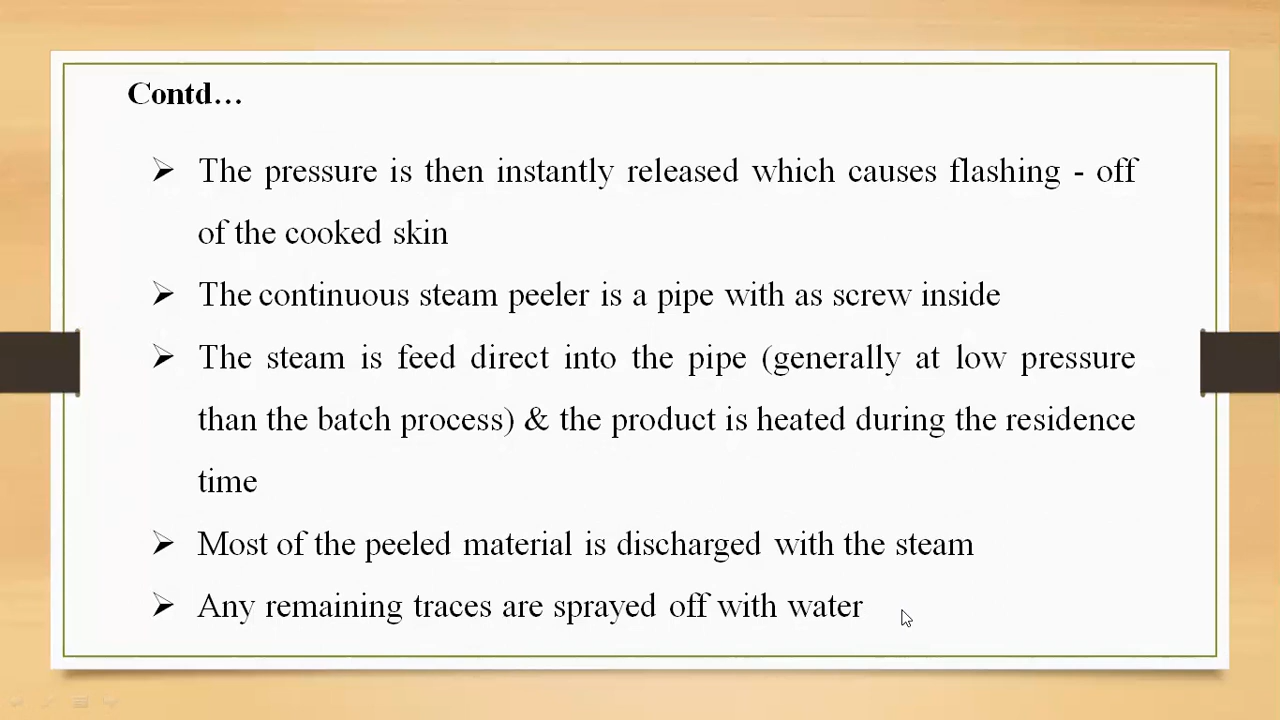 Contd…
➢ The pressure is then instantly released which causes flashing - off
of the cooked skin
➢ The continuous steam peeler is a pipe with as screw inside
➢ The steam is feed direct into the pipe (generally at low pressure
than the batch process) & the product is heated during the residence
time
➢ Most of the peeled material is discharged with the steam
➢ Any remaining traces are sprayed off with water